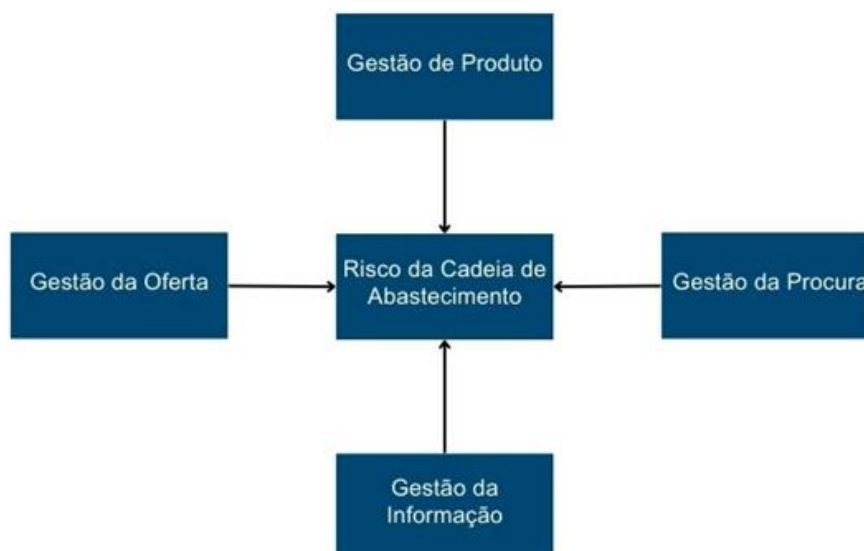 Gestão de Produto
Gestão da Oferta
Risco da Cadeia de
Abastecimento
Gestão da Procura
Gestão da
Informação